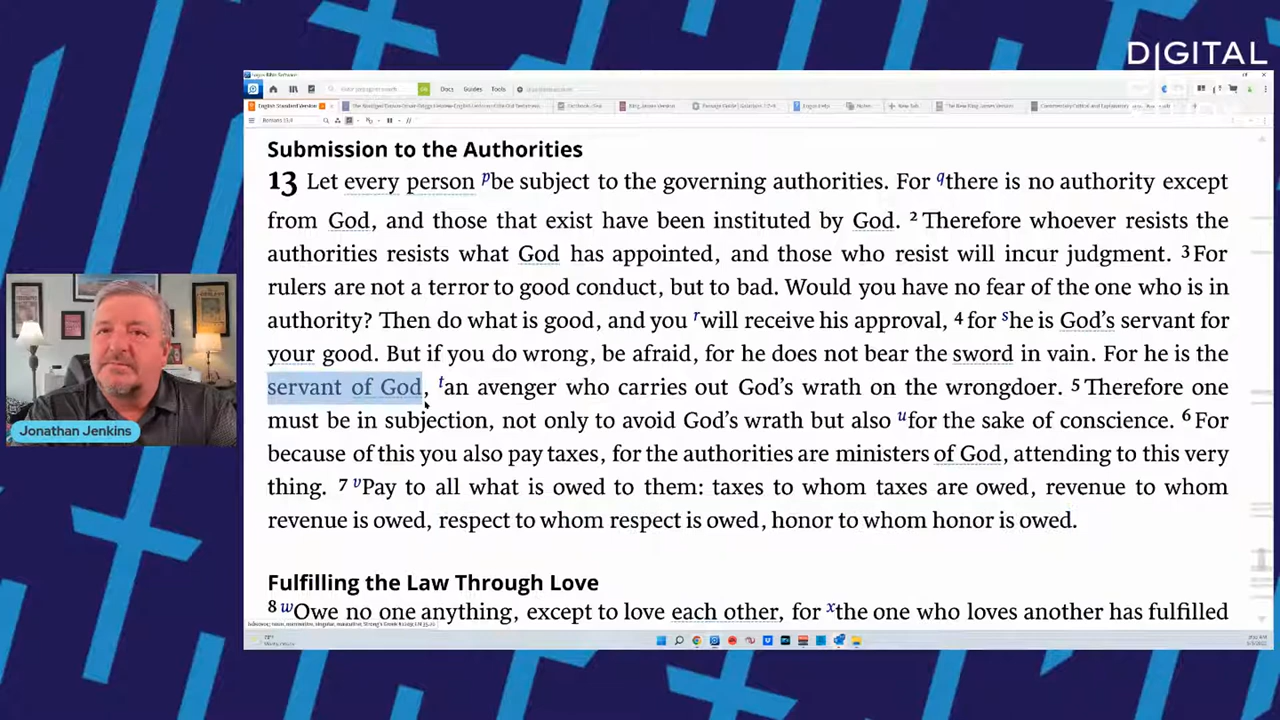 DIGITAL
Docs Guides Tools
English Standard Version
Submission to the Authorities
13 Let every person pbe subject to the governing authorities. For qthere is no authority except
from God, and those that exist have been instituted by God. 2 Therefore whoever resists the
authorities resists what God has appointed, and those who resist will incur judgment. 3 For
rulers are not a terror to good conduct, but to bad. Would you have no fear of the one who is in
authority? Then do what is good, and you rwill receive his approval, 4 for she is God's servant for
your good. But if you do wrong, be afraid, for he does not bear the sword in vain. For he is the
servant of God, tan avenger who carries out God's wrath on the wrongdoer. 5 Therefore one
must be in subjection, not only to avoid God's wrath but also ufor the sake of conscience. 6 For
because of this you also pay taxes, for the authorities are ministers of God, attending to this very
thing. 7 vPay to all what is owed to them: taxes to whom taxes are owed, revenue to whom
revenue is owed, respect to whom respect is owed, honor to whom honor is owed.
Fulfilling the Law Through Love
8 wOwe no one anything, except to love each other, for xthe one who loves another has fulfilled
Jonathan Jenkins